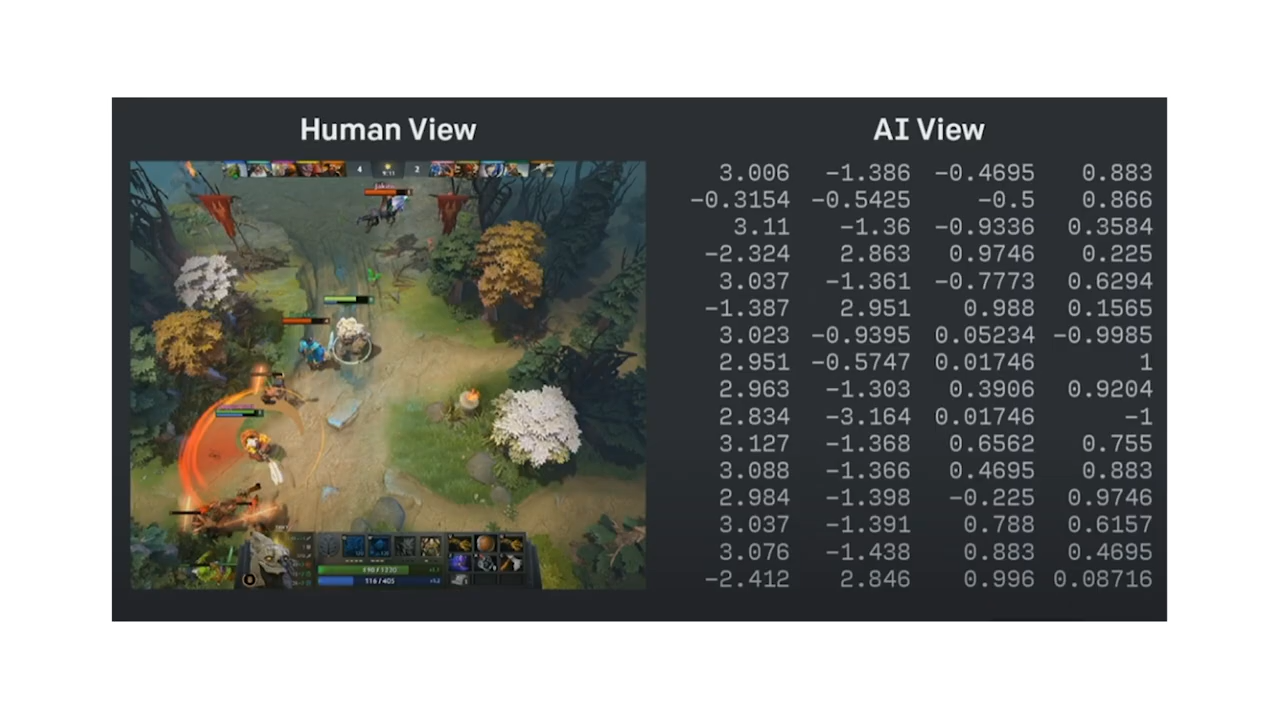 Human View
AI View
4 9:11 2
116 / 405
3.006 −1.386 −0.4695 0.883
−0.3154 −0.5425 −0.5 0.866
3.11 −1.36 −0.9336 0.3584
−2.324 2.863 0.9746 0.225
3.037 −1.361 −0.7773 0.6294
−1.387 2.951 0.988 0.1565
3.023 −0.9395 0.05234 −0.9985
2.951 −0.5747 0.01746 1
2.963 −1.303 0.3906 0.9204
2.834 −3.164 0.01746 −1
3.127 −1.368 0.6562 0.755
3.088 −1.366 0.4695 0.883
2.984 −1.398 −0.225 0.9746
3.037 −1.391 0.788 0.6157
3.076 −1.438 0.883 0.4695
−2.412 2.846 0.996 0.08716